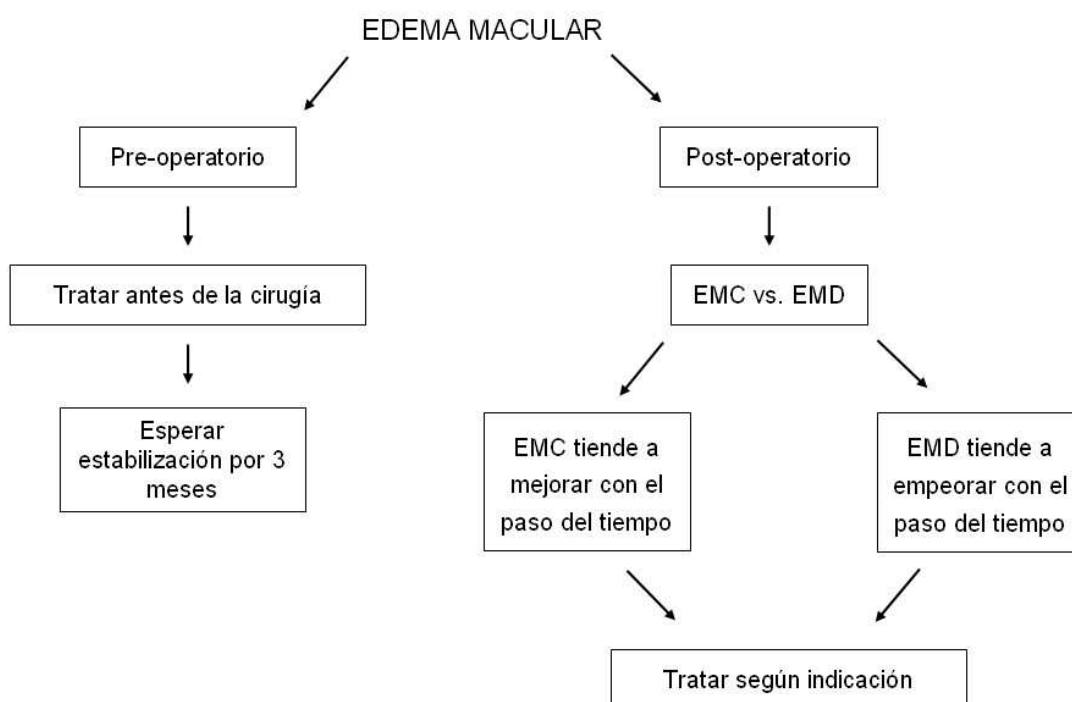 EDEMA MACULAR
Pre-operatorio
Post-operatorio
Tratar antes de la cirugía
EMC vs. EMD
Esperar
estabilización por 3
meses
EMC tiende a
mejorar con el
paso del tiempo
EMD tiende a
empeorar con el
paso del tiempo
Tratar según indicación